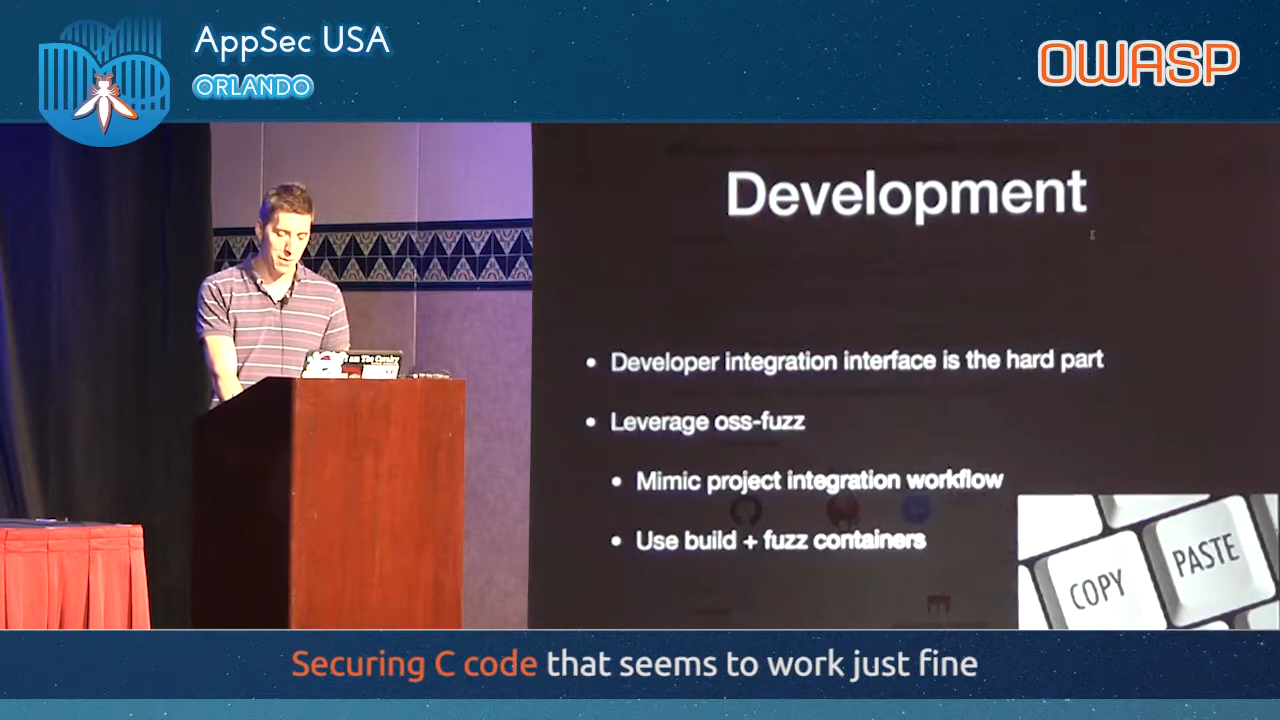 AppSec USA
ORLANDO
OWASP
Development
• Developer integration interface is the hard part
• Leverage oss-fuzz
• Mimic project integration workflow
• Use build + fuzz containers
COPY
PASTE
Securing C code that seems to work just fine